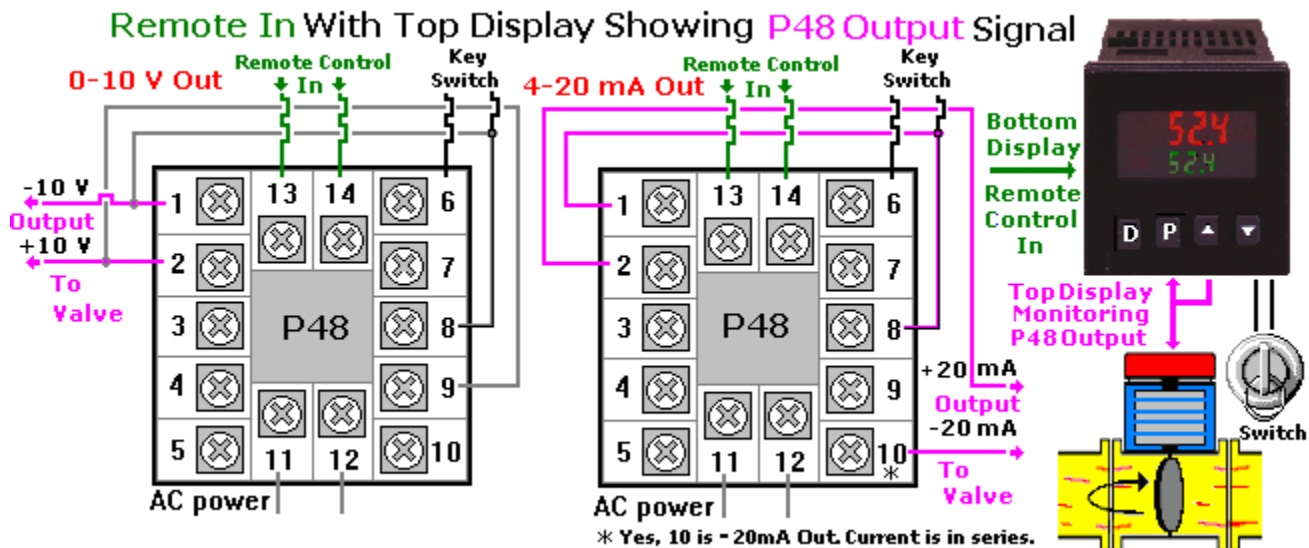 Remote In With Top Display Showing P48 Output Signal
0-10 V Out
Remote Control
In
Key
Switch
-10 V
Output
+10 V
To
Valve
1
2
3
4
5
13
14
P48
11
12
6
7
8
9
10
AC power
4-20 mA Out
Remote Control
In
Key
Switch
1
2
3
4
5
13
14
P48
11
12
6
7
8
9
10
*
AC power
+20 mA
Output
-20 mA
To
Valve
* Yes, 10 is - 20mA Out. Current is in series.
Bottom
Display
Remote
Control
In
52.4
52.4
D P
Top Display
Monitoring
P48 Output
Switch